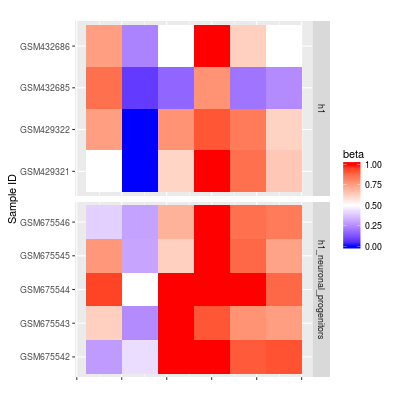 GSM432686
GSM432685
GSM429322
GSM429321
h1
GSM675546
GSM675545
GSM675544
GSM675543
GSM675542
h1_neuronal_progenitors
Sample ID
beta
1.00
0.75
0.50
0.25
0.00